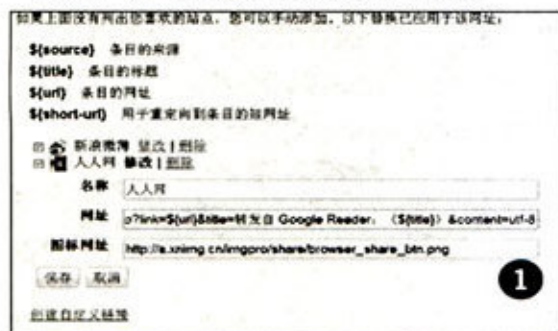 如果上面没有列出您喜欢的站点，您可以手动添加。以下替换已应用于该网址：
${source} 条目的来源
${title} 条目的标题
${url} 条目的网址
${short-url} 用于重定向到条目的短网址
新浪微博 修改 | 删除
人人网 修改 | 删除
名称 人人网
网址 p?link=${url}&title=转发自 Google Reader：《${title}》&content=utf-8
图标网址 http://s.xnimg.cn/imgpro/share/browser_share_btn.png
保存 取消
创建自定义链接
1